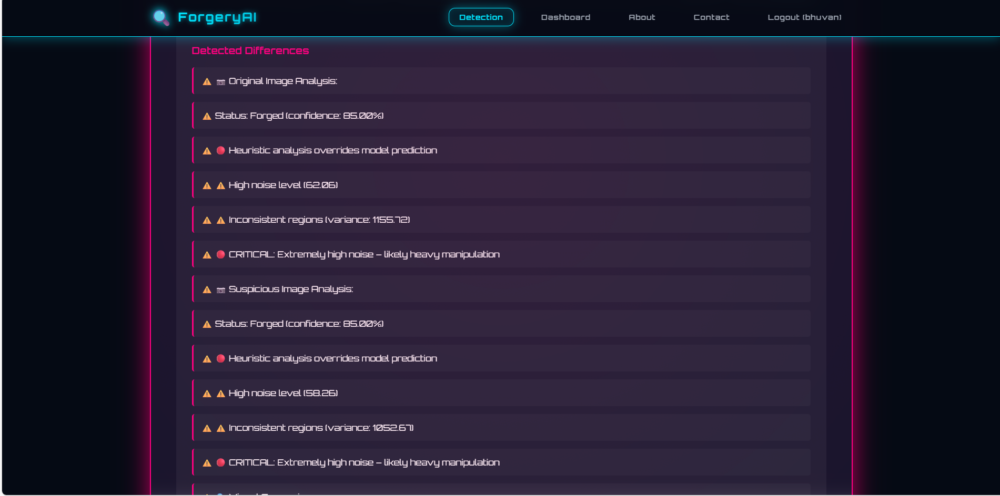 ForgeryAI
Detection
Dashboard
About
Contact
Logout (bhuvan)
Detected Differences
Original Image Analysis:
Status: Forged (confidence: 85.00%)
Heuristic analysis overrides model prediction
High noise level (62.06)
Inconsistent regions (variance: 1155.72)
CRITICAL: Extremely high noise – likely heavy manipulation
Suspicious Image Analysis:
Status: Forged (confidence: 85.00%)
Heuristic analysis overrides model prediction
High noise level (58.26)
Inconsistent regions (variance: 1052.67)
CRITICAL: Extremely high noise – likely heavy manipulation